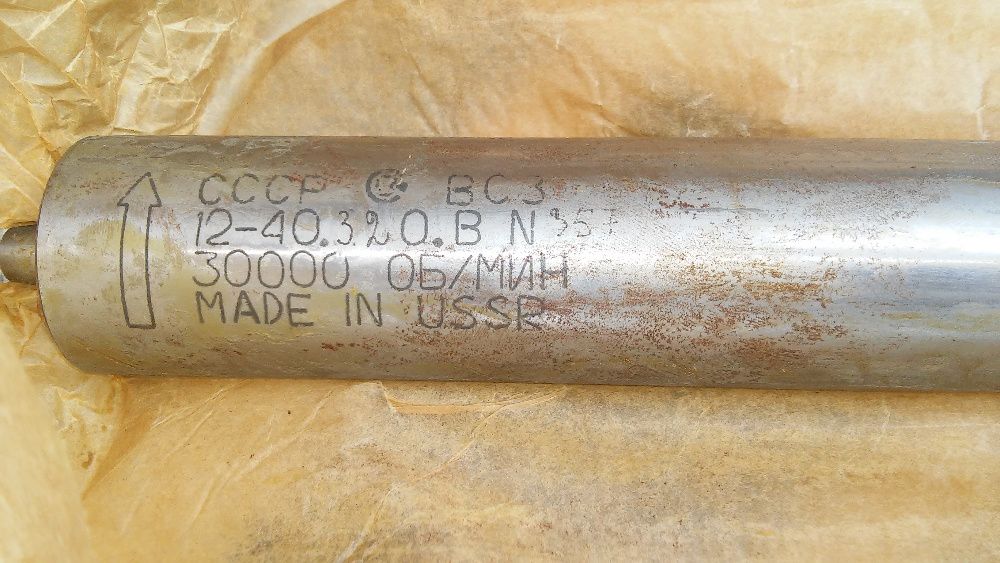 СССР ВСЗ
12-40.320.В N
30000 ОБ/МИН
MADE IN USSR